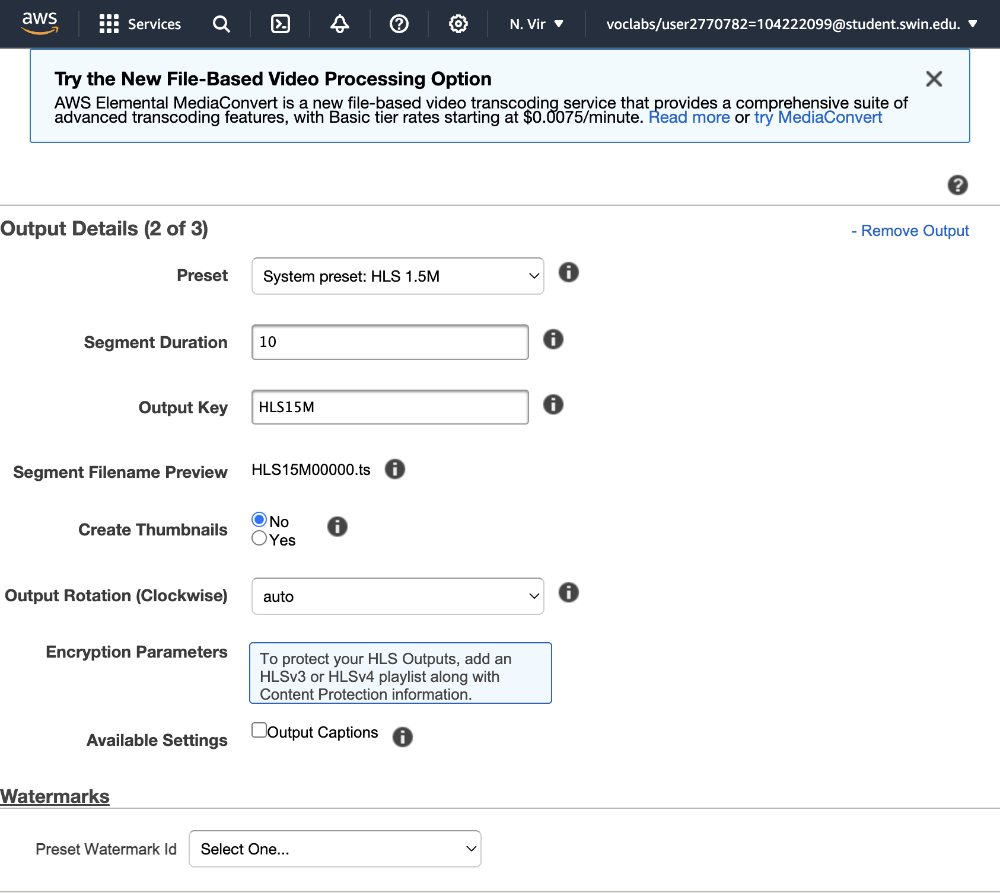 aws Services N. Vir voclabs/user2770782=104222099@student.swin.edu.
Try the New File-Based Video Processing Option
AWS Elemental MediaConvert is a new file-based video transcoding service that provides a comprehensive suite of
advanced transcoding features, with Basic tier rates starting at $0.0075/minute. Read more or try MediaConvert
Output Details (2 of 3) - Remove Output
Preset System preset: HLS 1.5M
Segment Duration 10
Output Key HLS15M
Segment Filename Preview HLS15M00000.ts
Create Thumbnails No
Yes
Output Rotation (Clockwise) auto
Encryption Parameters To protect your HLS Outputs, add an
HLSv3 or HLSv4 playlist along with
Content Protection information.
Available Settings Output Captions
Watermarks
Preset Watermark Id Select One...